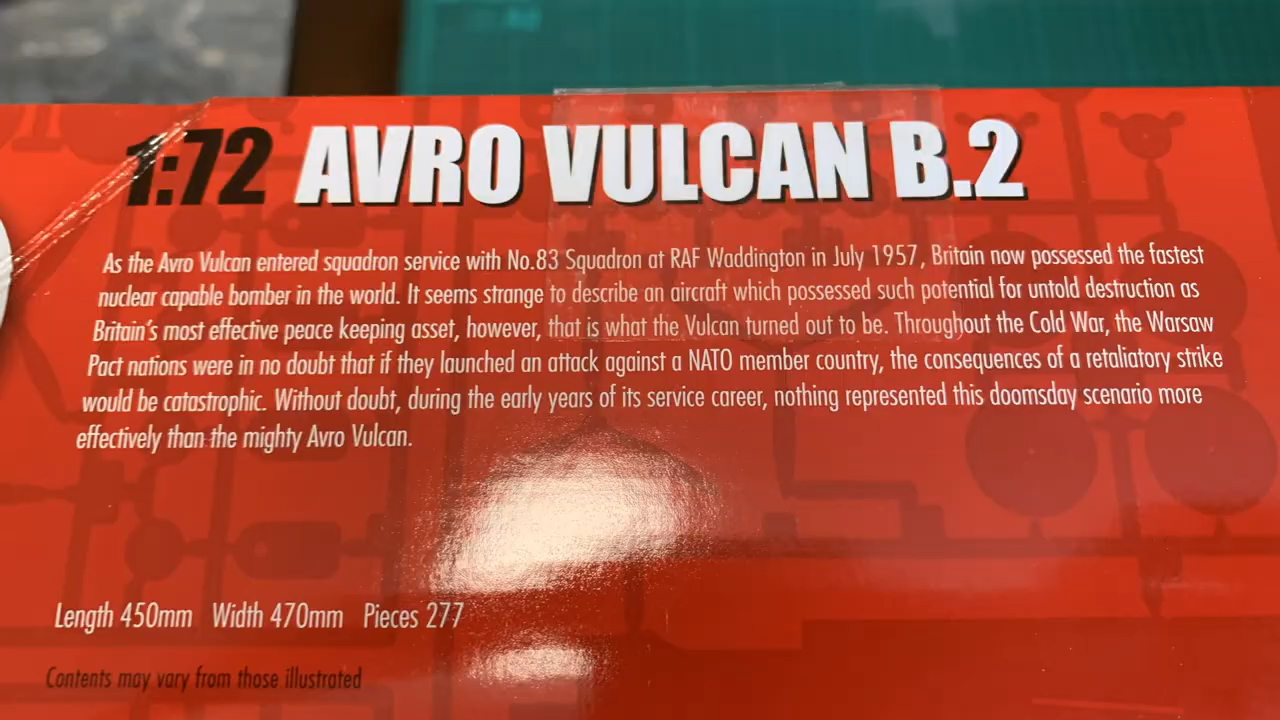 1:72 AVRO VULCAN B.2
As the Avro Vulcan entered squadron service with No.83 Squadron at RAF Waddington in July 1957, Britain now possessed the fastest
nuclear capable bomber in the world. It seems strange to describe an aircraft which possessed such potential for untold destruction as
Britain's most effective peace keeping asset, however, that is what the Vulcan turned out to be. Throughout the Cold War, the Warsaw
Pact nations were in no doubt that if they launched an attack against a NATO member country, the consequences of a retaliatory strike
would be catastrophic. Without doubt, during the early years of its service career, nothing represented this doomsday scenario more
effectively than the mighty Avro Vulcan.
Length 450mm Width 470mm Pieces 277
Contents may vary from those illustrated